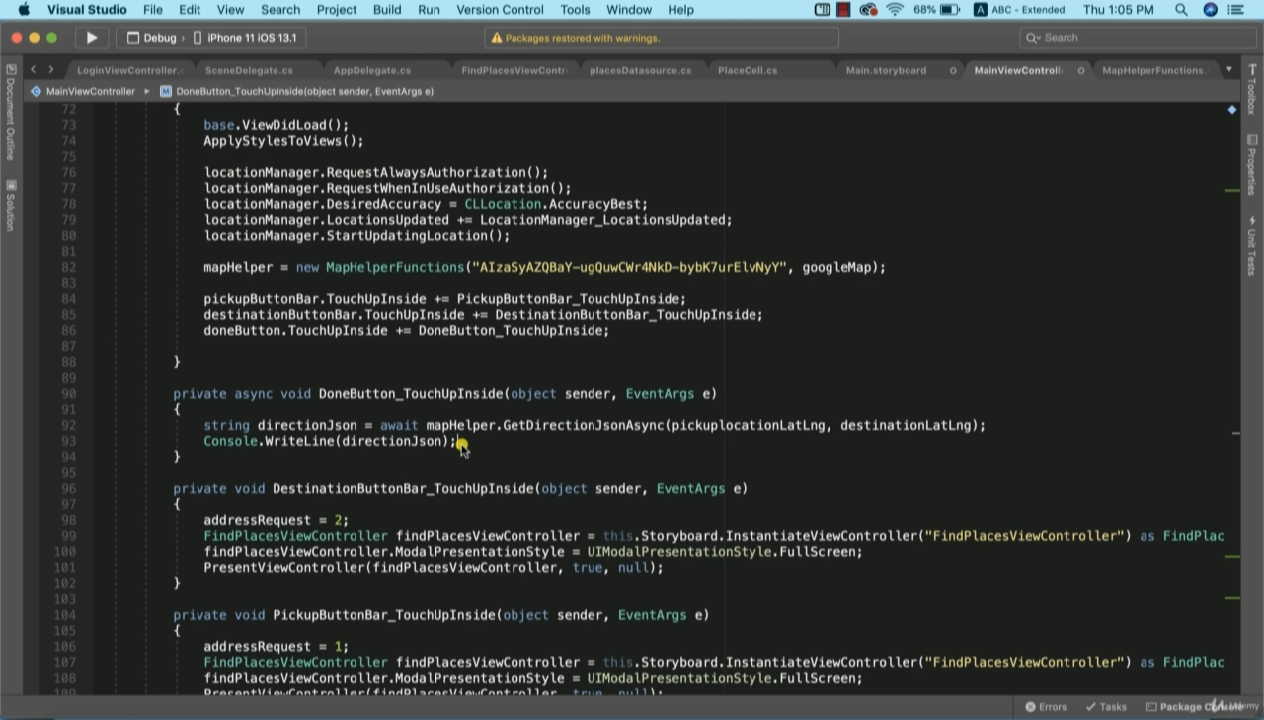 Visual Studio File Edit View Search Project Build Run Version Control Tools Window Help 68% A ABC - Extended Thu 1:05 PM
Debug › iPhone 11 iOS 13.1 Packages restored with warnings. Search
LoginViewController.c SceneDelegate.cs AppDelegate.cs FindPlacesViewContr placesDatasource.cs PlaceCell.cs Main.storyboard MainViewControll MapHelperFunctions.
MainViewController ▸ M DoneButton_TouchUpInside(object sender, EventArgs e)
Document Outline
Solution
Toolbox
Properties
Unit Tests
72 {
73 base.ViewDidLoad();
74 ApplyStylesToViews();
75
76 locationManager.RequestAlwaysAuthorization();
77 locationManager.RequestWhenInUseAuthorization();
78 locationManager.DesiredAccuracy = CLLocation.AccuracyBest;
79 locationManager.LocationsUpdated += LocationManager_LocationsUpdated;
80 locationManager.StartUpdatingLocation();
81
82 mapHelper = new MapHelperFunctions("AIzaSyAZQBaY-ugQuwCWr4NkD-bybK7urElvNyY", googleMap);
83
84 pickupButtonBar.TouchUpInside += PickupButtonBar_TouchUpInside;
85 destinationButtonBar.TouchUpInside += DestinationButtonBar_TouchUpInside;
86 doneButton.TouchUpInside += DoneButton_TouchUpInside;
87
88 }
89
90 private async void DoneButton_TouchUpInside(object sender, EventArgs e)
91 {
92 string directionJson = await mapHelper.GetDirectionJsonAsync(pickuplocationLatLng, destinationLatLng);
93 Console.WriteLine(directionJson);
94 }
95
96 private void DestinationButtonBar_TouchUpInside(object sender, EventArgs e)
97 {
98 addressRequest = 2;
99 FindPlacesViewController findPlacesViewController = this.Storyboard.InstantiateViewController("FindPlacesViewController") as FindPlac
100 findPlacesViewController.ModalPresentationStyle = UIModalPresentationStyle.FullScreen;
101 PresentViewController(findPlacesViewController, true, null);
102 }
103
104 private void PickupButtonBar_TouchUpInside(object sender, EventArgs e)
105 {
106 addressRequest = 1;
107 FindPlacesViewController findPlacesViewController = this.Storyboard.InstantiateViewController("FindPlacesViewController") as FindPlac
108 findPlacesViewController.ModalPresentationStyle = UIModalPresentationStyle.FullScreen;
109 PresentViewController(findPlacesViewController, true, null);
Errors Tasks Package